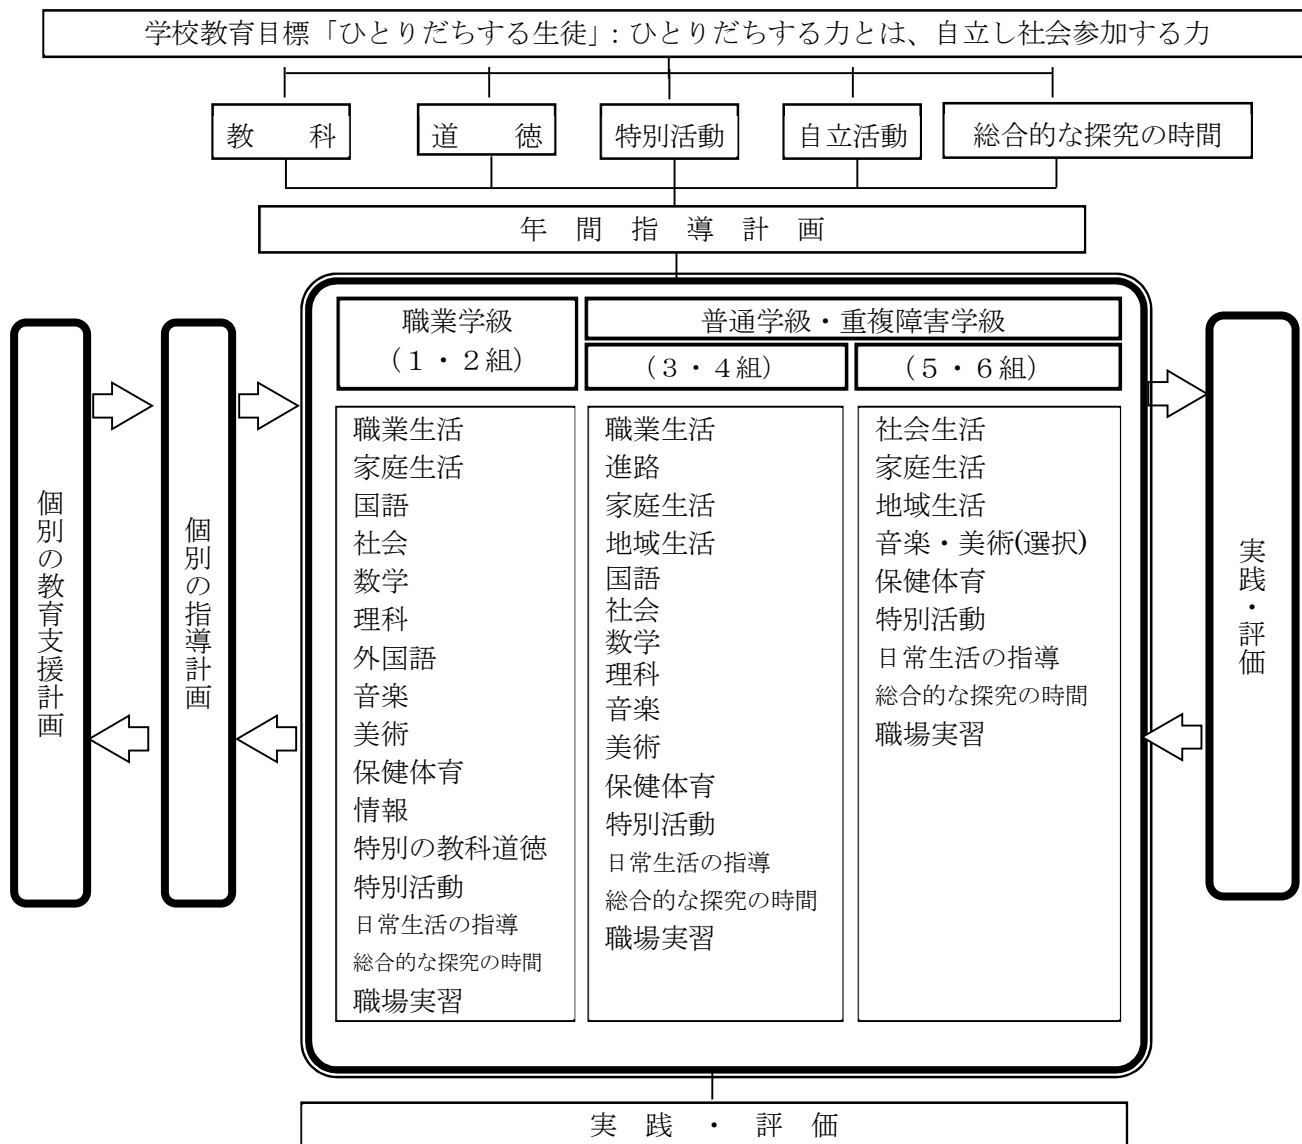 学校教育目標「ひとりだちする生徒」：ひとりだちする力とは、自立し社会参加する力
教　科
道　徳
特別活動
自立活動
総合的な探究の時間
年 間 指 導 計 画
個別の教育支援計画
個別の指導計画
職業学級
（１・２組）
職業生活
家庭生活
国語
社会
数学
理科
外国語
音楽
美術
保健体育
情報
特別の教科道徳
特別活動
日常生活の指導
総合的な探究の時間
職場実習
普通学級・重複障害学級
（３・４組）
職業生活
進路
家庭生活
地域生活
国語
社会
数学
理科
音楽
美術
保健体育
特別活動
日常生活の指導
総合的な探究の時間
職場実習
（５・６組）
社会生活
家庭生活
地域生活
音楽・美術(選択)
保健体育
特別活動
日常生活の指導
総合的な探究の時間
職場実習
実践・評価
実 践 ・ 評 価